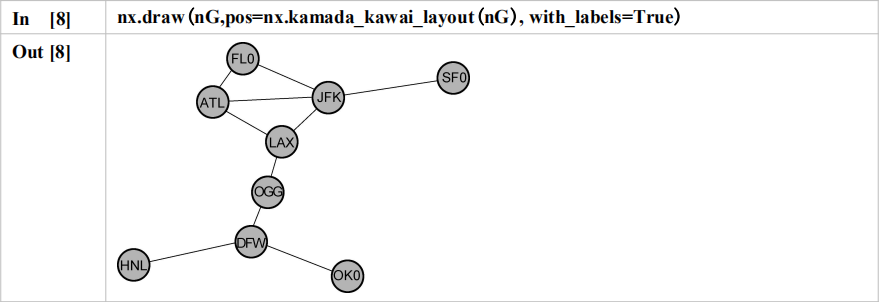 In [8]
nx.draw(nG,pos=nx.kamada_kawai_layout(nG), with_labels=True)
Out [8]
FL0
SF0
JFK
ATL
LAX
OGG
DFW
HNL
OK0